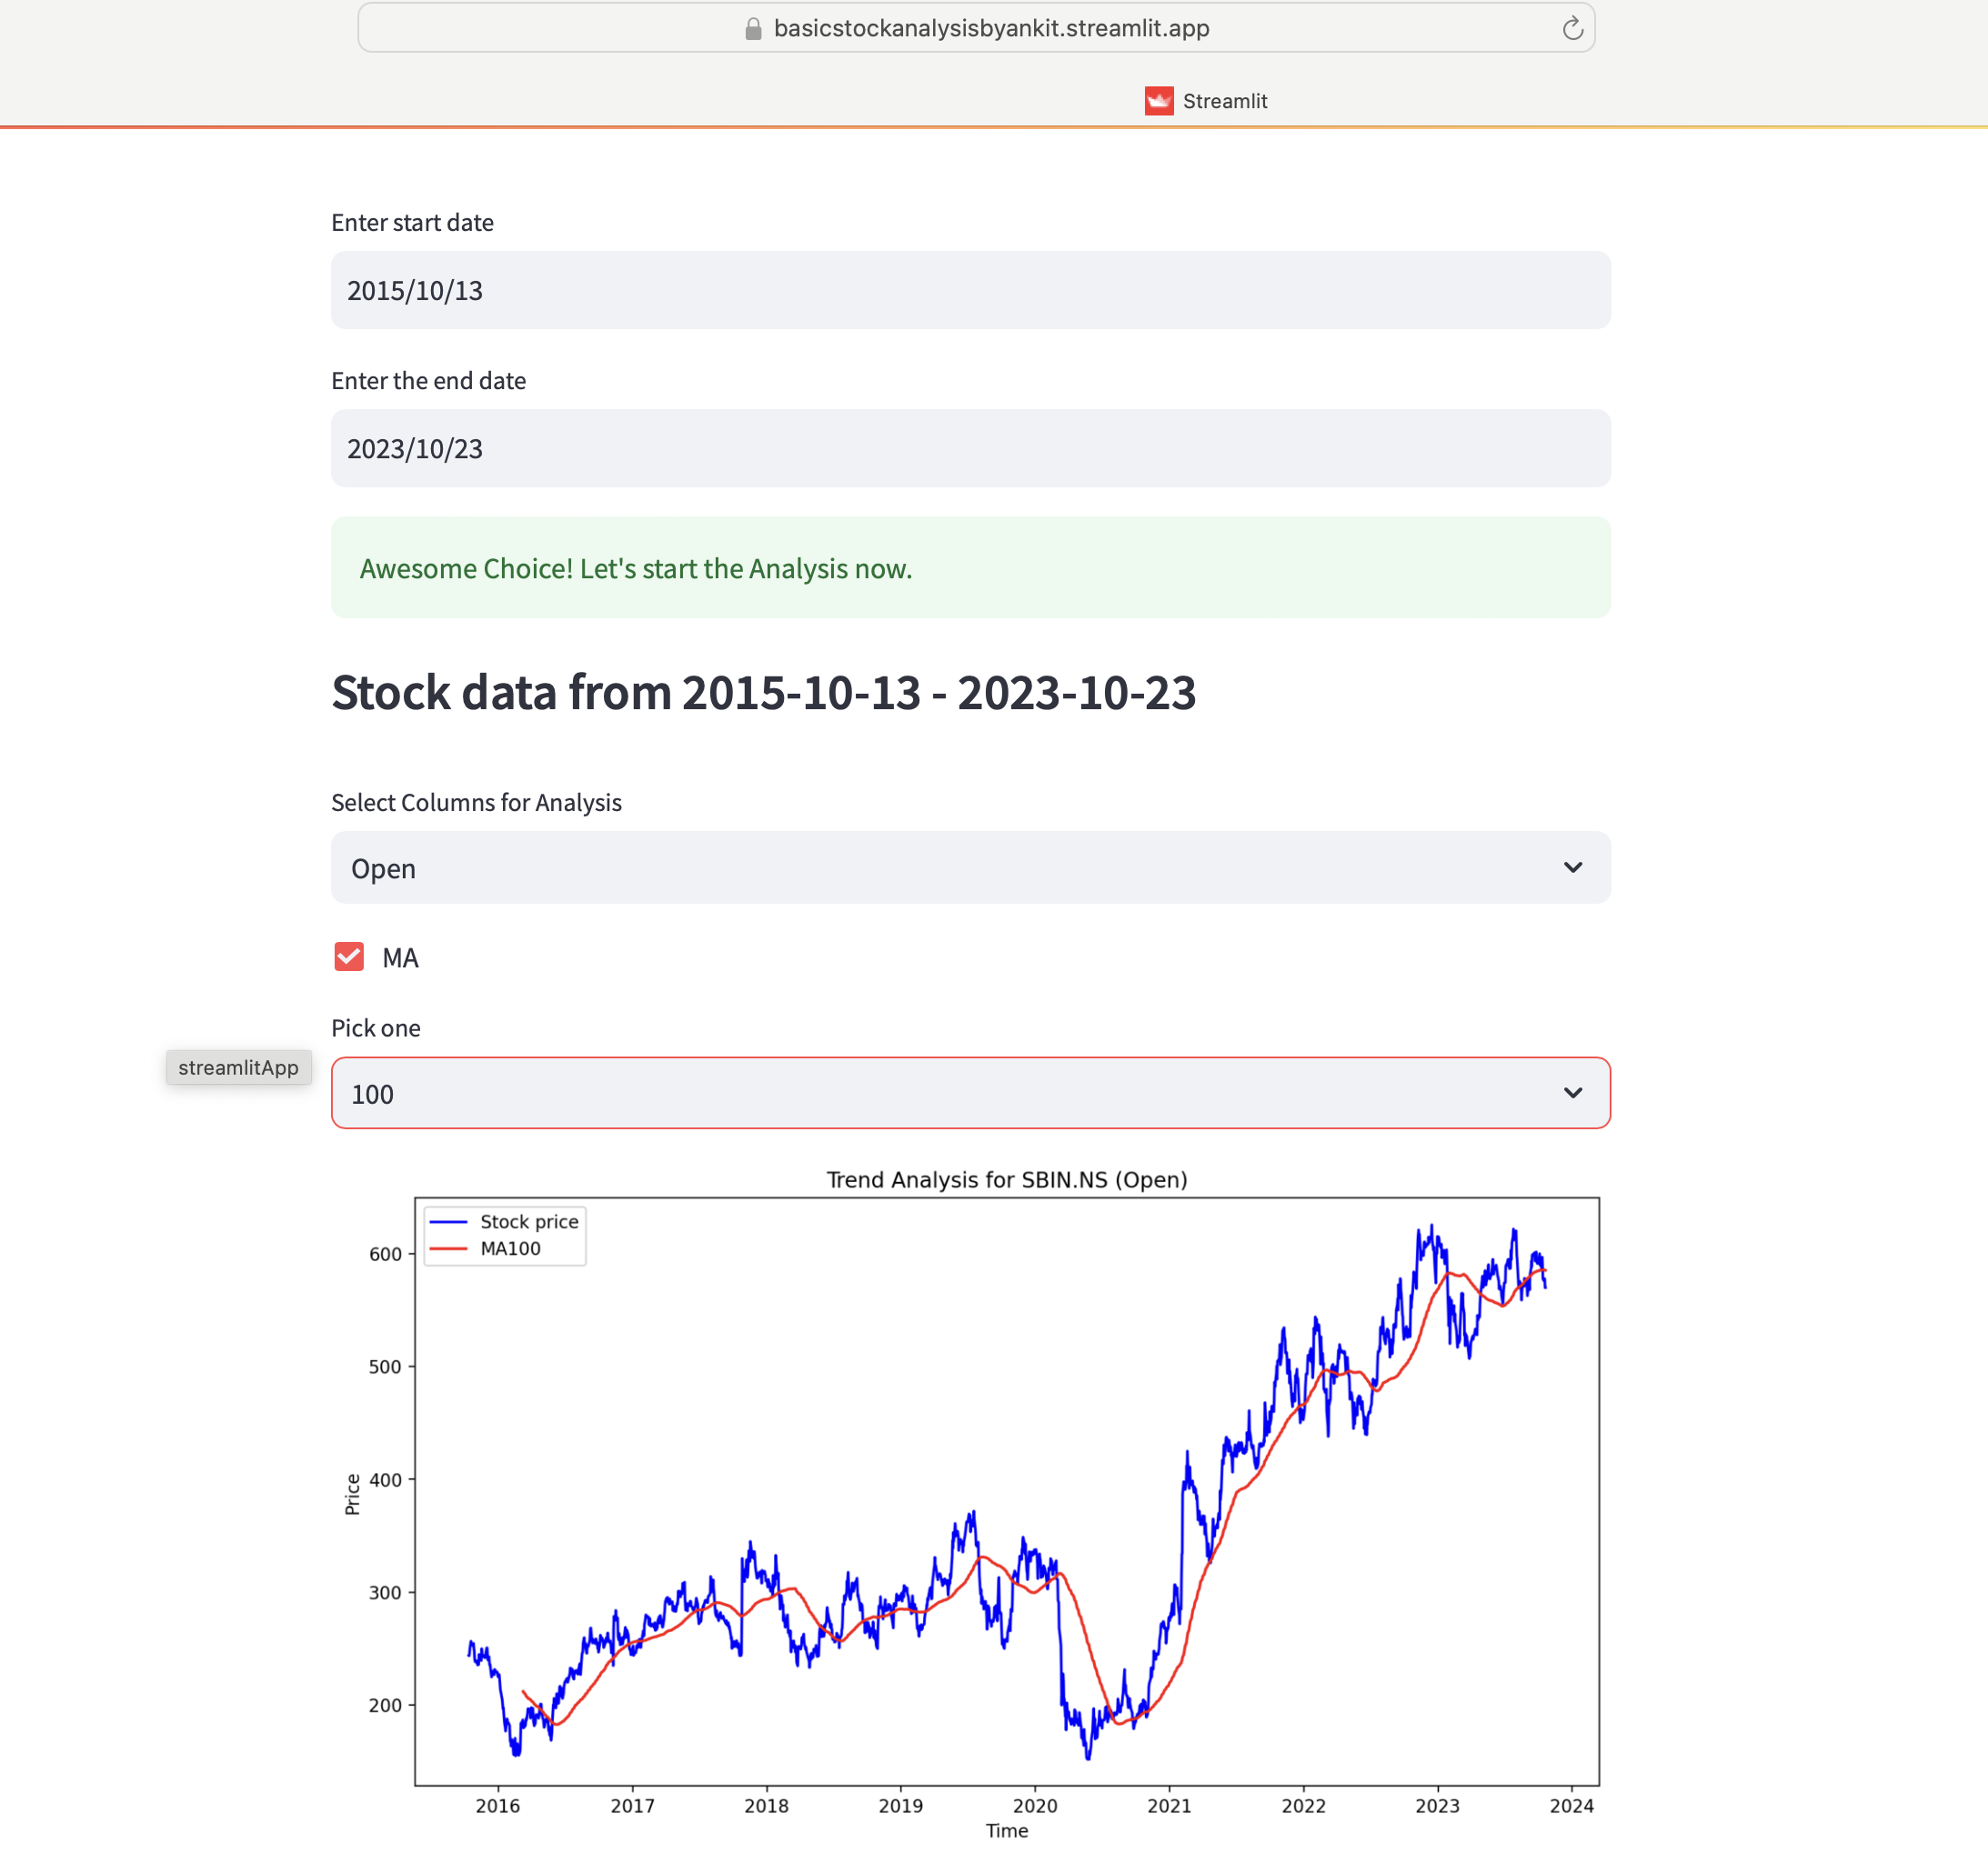 basicstockanalysisbyankit.streamlit.app
Streamlit
Enter start date
2015/10/13
Enter the end date
2023/10/23
Awesome Choice! Let's start the Analysis now.
Stock data from 2015-10-13 - 2023-10-23
Select Columns for Analysis
Open
MA
Pick one
streamlitApp
100
Trend Analysis for SBIN.NS (Open)
Stock price
MA100
600
500
400
300
200
Price
2016 2017 2018 2019 2020 2021 2022 2023 2024
Time